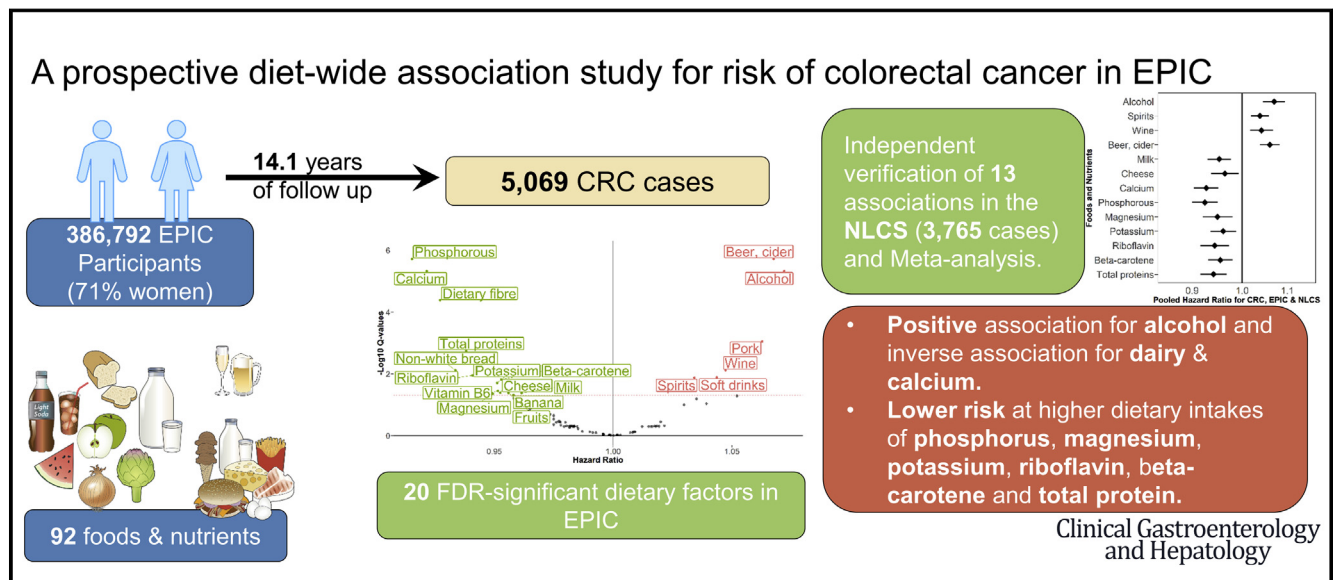 A prospective diet-wide association study for risk of colorectal cancer in EPIC
386,792 EPIC
Participants
(71% women)
14.1 years
of follow up
5,069 CRC cases
Light
Soda
92 foods & nutrients
-Log10 Q-values
6
4
2
0
Phosphorous
Calcium
Dietary fibre
Total proteins
Non-white bread
Potassium
Beta-carotene
Riboflavin
Cheese
Milk
Vitamin B6
Banana
Magnesium
Fruits
Beer, cider
Alcohol
Pork
Wine
Spirits
Soft drinks
0.95
1.00
1.05
Hazard Ratio
20 FDR-significant dietary factors in
EPIC
Independent
verification of 13
associations in the
NLCS (3,765 cases)
and Meta-analysis.
Foods and Nutrients
Alcohol
Spirits
Wine
Beer, cider
Milk
Cheese
Calcium
Phosphorous
Magnesium
Potassium
Riboflavin
Beta-carotene
Total proteins
0.9
1.0
1.1
Pooled Hazard Ratio for CRC, EPIC & NLCS
• Positive association for alcohol and
inverse association for dairy &
calcium.
• Lower risk at higher dietary intakes
of phosphorus, magnesium,
potassium, riboflavin, beta-
carotene and total protein.
Clinical Gastroenterology
and Hepatology